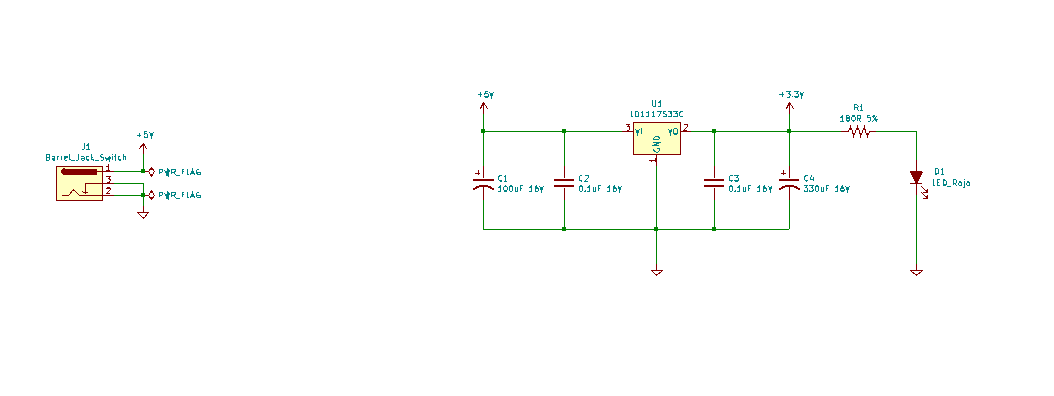 +5V
J1
Barrel_Jack_Switch
1
3
2
PWR_FLAG
PWR_FLAG
+5V
C1
100uF 16V
C2
0.1uF 16V
U1
LD1117S33C
3
VI
VO
2
GND
1
C3
0.1uF 16V
+3.3V
C4
330uF 16V
R1
180R 5%
D1
LED_Rojo